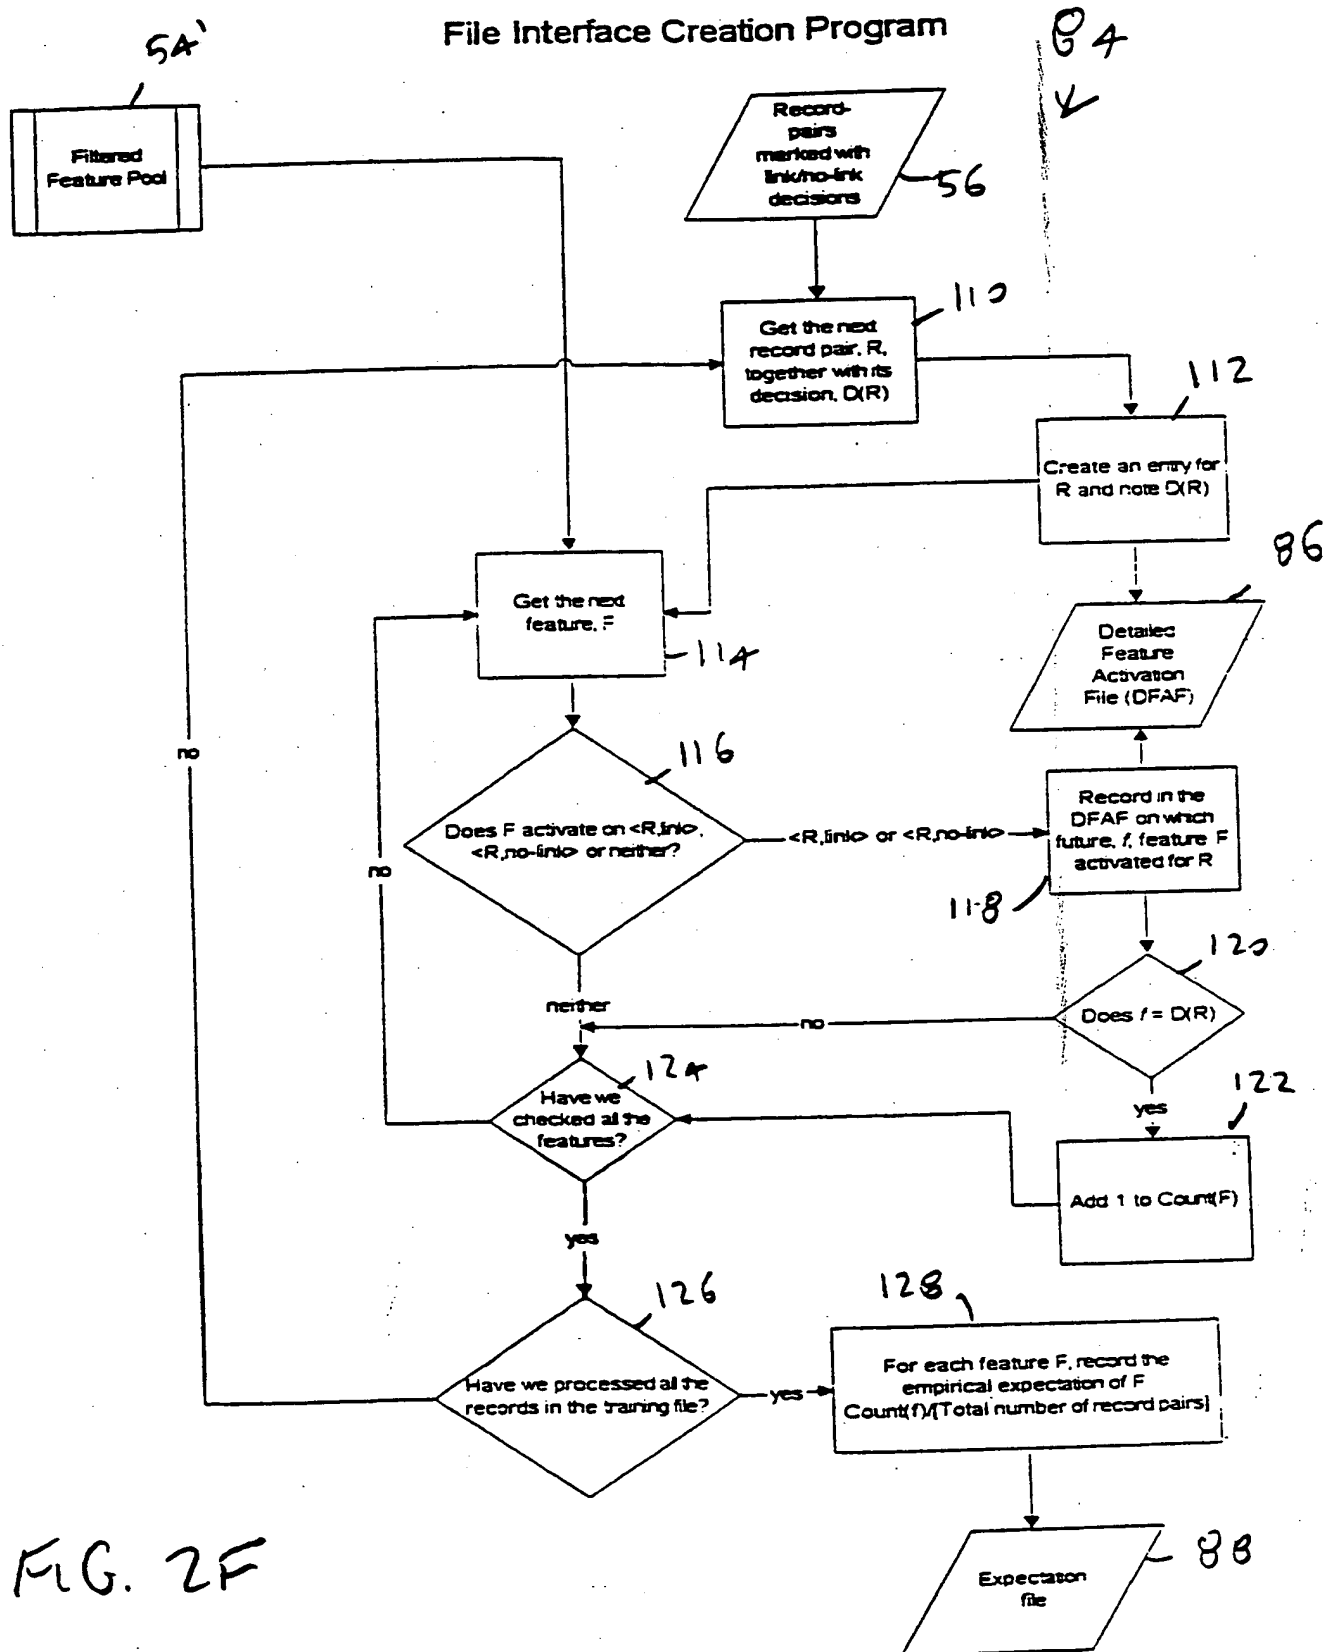 File Interface Creation Program
84
54'
Filtered
Feature Pool
Record-
pairs
marked with
link/no-link
decisions
56
110
Get the next
record pair, R,
together with its
decision, D(R)
112
Create an entry for
R and note D(R)
86
Get the next
feature, F
114
Detailed
Feature
Activation
File (DFAF)
no
116
Does F activate on <R,link>,
<R,no-link> or neither?
<R,link> or <R,no-link>
Record in the
DFAF on which
future, f, feature F
activated for R
no
118
120
neither
no
Does f = D(R)
124
Have we
checked all the
features?
yes
122
Add 1 to Count(F)
yes
126
128
Have we processed all the
records in the training file?
yes
For each feature F, record the
empirical expectation of F
Count(f)/[Total number of record pairs]
Expectation
file
88
FIG. 2F